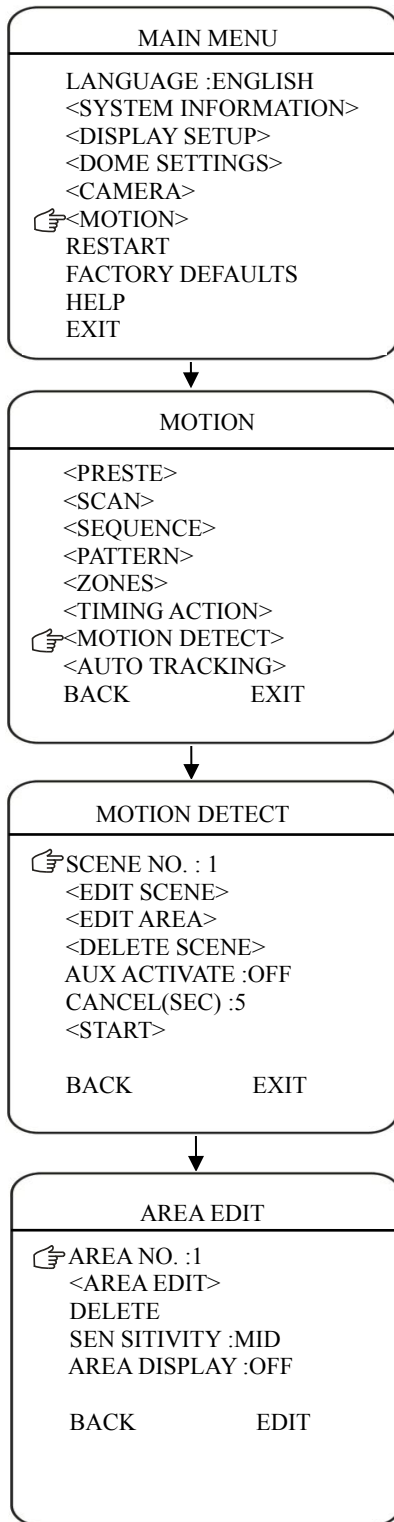 MAIN MENU
LANGUAGE :ENGLISH
<SYSTEM INFORMATION>
<DISPLAY SETUP>
<DOME SETTINGS>
<CAMERA>
<MOTION>
RESTART
FACTORY DEFAULTS
HELP
EXIT
MOTION
<PRESTE>
<SCAN>
<SEQUENCE>
<PATTERN>
<ZONES>
<TIMING ACTION>
<MOTION DETECT>
<AUTO TRACKING>
BACK EXIT
MOTION DETECT
SCENE NO. : 1
<EDIT SCENE>
<EDIT AREA>
<DELETE SCENE>
AUX ACTIVATE :OFF
CANCEL(SEC) :5
<START>
BACK EXIT
AREA EDIT
AREA NO. :1
<AREA EDIT>
DELETE
SEN SITIVITY :MID
AREA DISPLAY :OFF
BACK EDIT